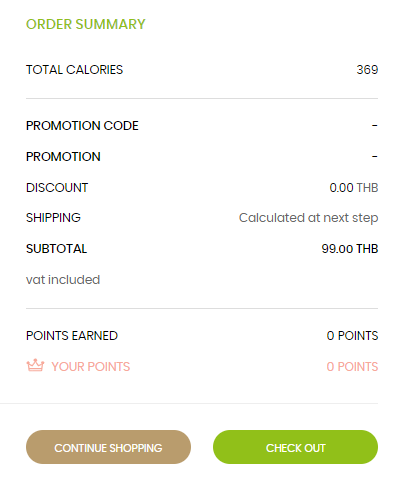 ORDER SUMMARY
TOTAL CALORIES 369
PROMOTION CODE -
PROMOTION -
DISCOUNT 0.00 THB
SHIPPING Calculated at next step
SUBTOTAL 99.00 THB
vat included
POINTS EARNED 0 POINTS
YOUR POINTS 0 POINTS
CONTINUE SHOPPING CHECK OUT